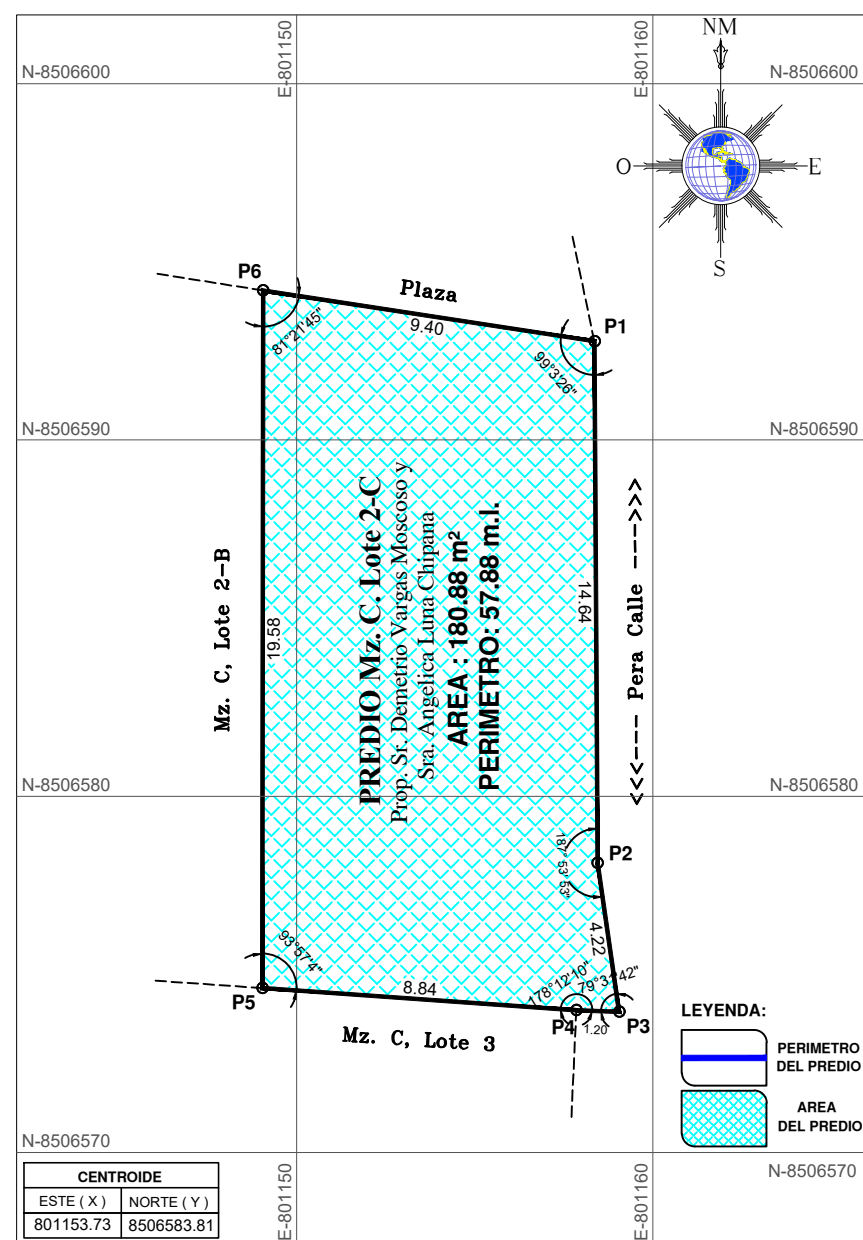 NM
O
E
S
N-8506600
E-801150
E-801160
N-8506600
P6
Plaza
P1
81°21'45"
9.40
99°3'26"
N-8506590
N-8506590
Mz. C, Lote 2-B
19.58
PREDIO Mz. C. Lote 2-C
Prop. Sr. Demetrio Vargas Moscoso y
Sra. Angelica Luna Chipana
AREA : 180.88 m²
PERIMETRO: 57.88 m.l.
14.64
<<<---- Pera Calle ---->>>
N-8506580
N-8506580
P2
187°53'53"
4.22
93°57'4"
P5
8.84
178°12'10"
79°31'42"
P4
1.20
P3
Mz. C, Lote 3
LEYENDA:
PERIMETRO
DEL PREDIO
AREA
DEL PREDIO
N-8506570
N-8506570
E-801150
E-801160
CENTROIDE
ESTE ( X ) NORTE ( Y )
801153.73 8506583.81